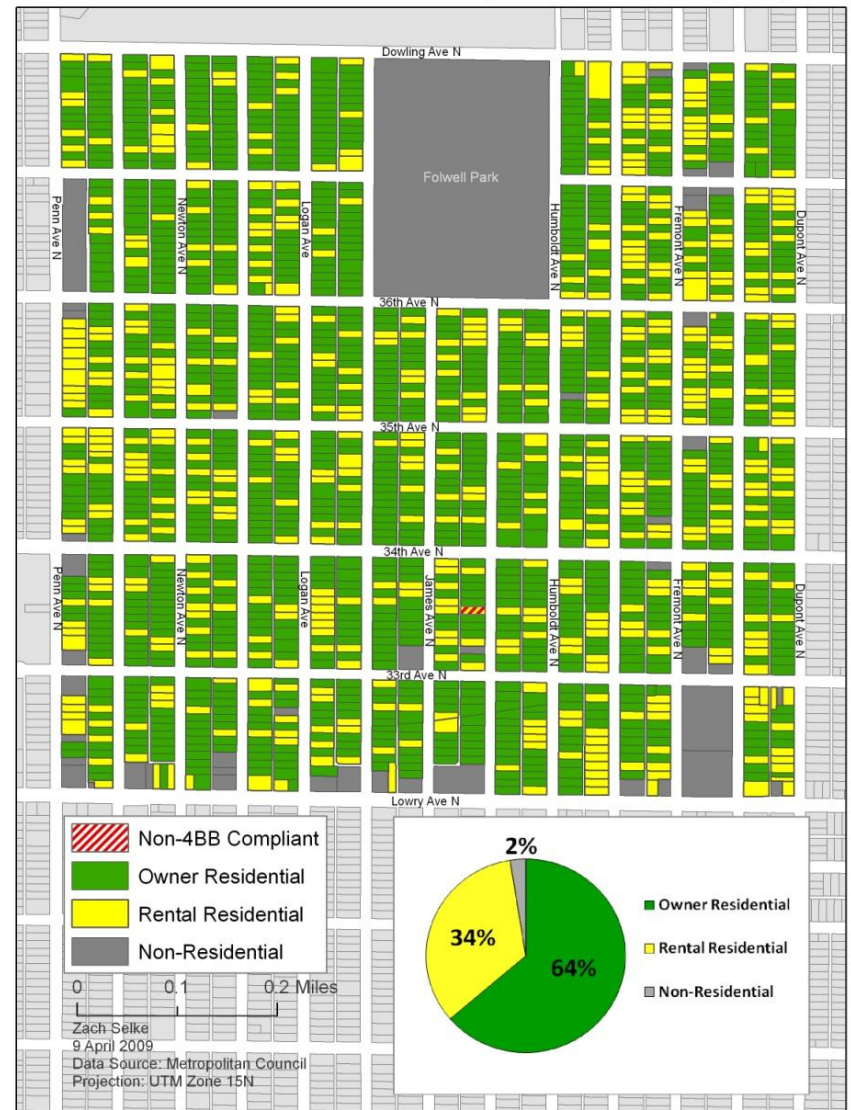 Dowling Ave N
Folwell Park
Penn Ave N
Newton Ave N
Logan Ave
Humboldt Ave N
Fremont Ave N
Dupont Ave N
36th Ave N
35th Ave N
34th Ave N
Penn Ave N
Newton Ave N
Logan Ave
James Ave N
Humboldt Ave N
Fremont Ave N
Dupont Ave N
33rd Ave N
Lowry Ave N
Non-4BB Compliant
Owner Residential
Rental Residential
Non-Residential
0 0.1 0.2 Miles
Zach Selke
9 April 2009
Data Source: Metropolitan Council
Projection: UTM Zone 15N
2%
34%
64%
Owner Residential
Rental Residential
Non-Residential